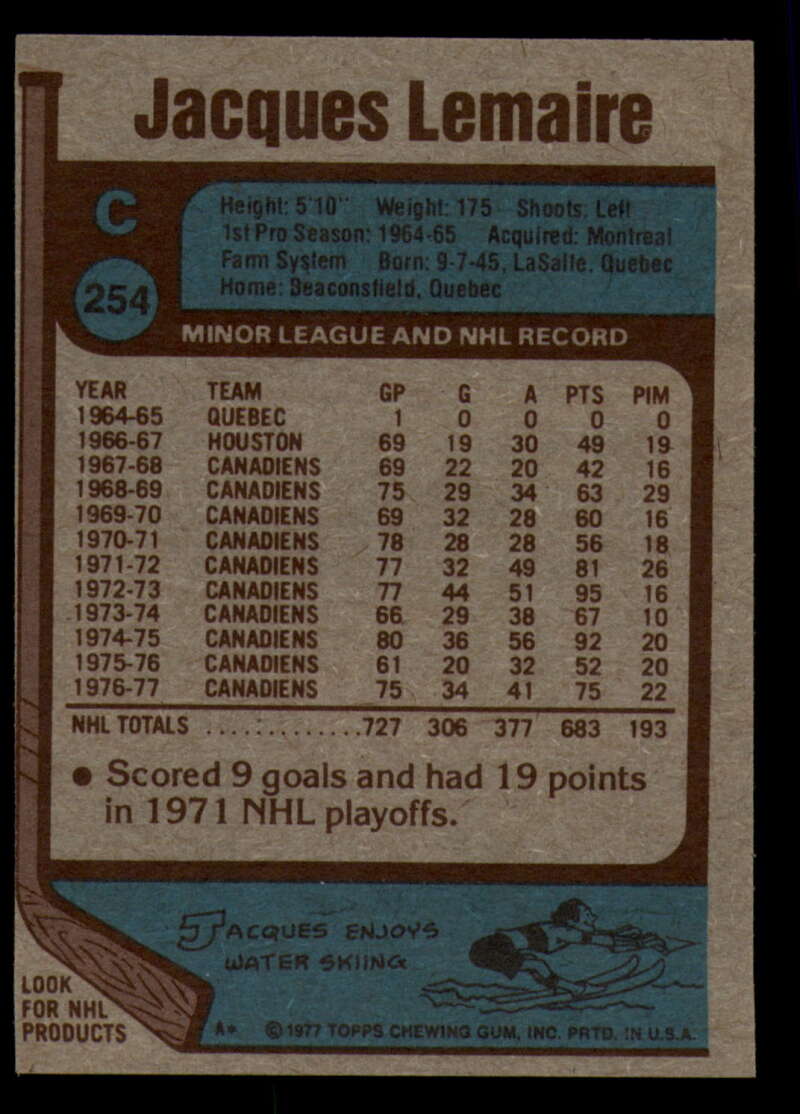 Jacques Lemaire
C
254
Height: 5'10" Weight: 175 Shoots: Left
1st Pro Season: 1964-65 Acquired: Montreal
Farm System Born: 9-7-45, LaSalle, Quebec
Home: Beaconsfield, Quebec
MINOR LEAGUE AND NHL RECORD
YEAR TEAM GP G A PTS PIM
1964-65 QUEBEC 1 0 0 0 0
1966-67 HOUSTON 69 19 30 49 19
1967-68 CANADIENS 69 22 20 42 16
1968-69 CANADIENS 75 29 34 63 29
1969-70 CANADIENS 69 32 28 60 16
1970-71 CANADIENS 78 28 28 56 18
1971-72 CANADIENS 77 32 49 81 26
1972-73 CANADIENS 77 44 51 95 16
1973-74 CANADIENS 66 29 38 67 10
1974-75 CANADIENS 80 36 56 92 20
1975-76 CANADIENS 61 20 32 52 20
1976-77 CANADIENS 75 34 41 75 22
NHL TOTALS ..............727 306 377 683 193
● Scored 9 goals and had 19 points
in 1971 NHL playoffs.
JACQUES ENJOYS
WATER SKIING
LOOK
FOR NHL
PRODUCTS
A* ©1977 TOPPS CHEWING GUM, INC. PRTD. IN U.S.A.